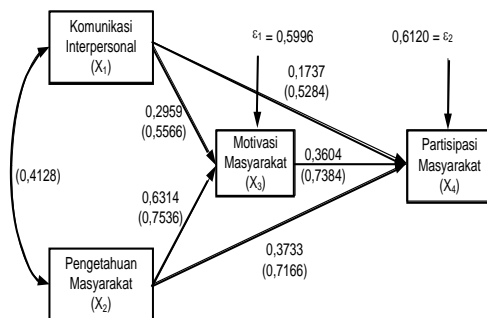 Komunikasi
Interpersonal
(X₁)
ε₁ = 0,5996
0,6120 = ε₂
0,1737
(0,5284)
0,2959
(0,5566)
Motivasi
Masyarakat
(X₃)
0,3604
(0,7384)
Partisipasi
Masyarakat
(X₄)
(0,4128)
0,6314
(0,7536)
0,3733
(0,7166)
Pengetahuan
Masyarakat
(X₂)